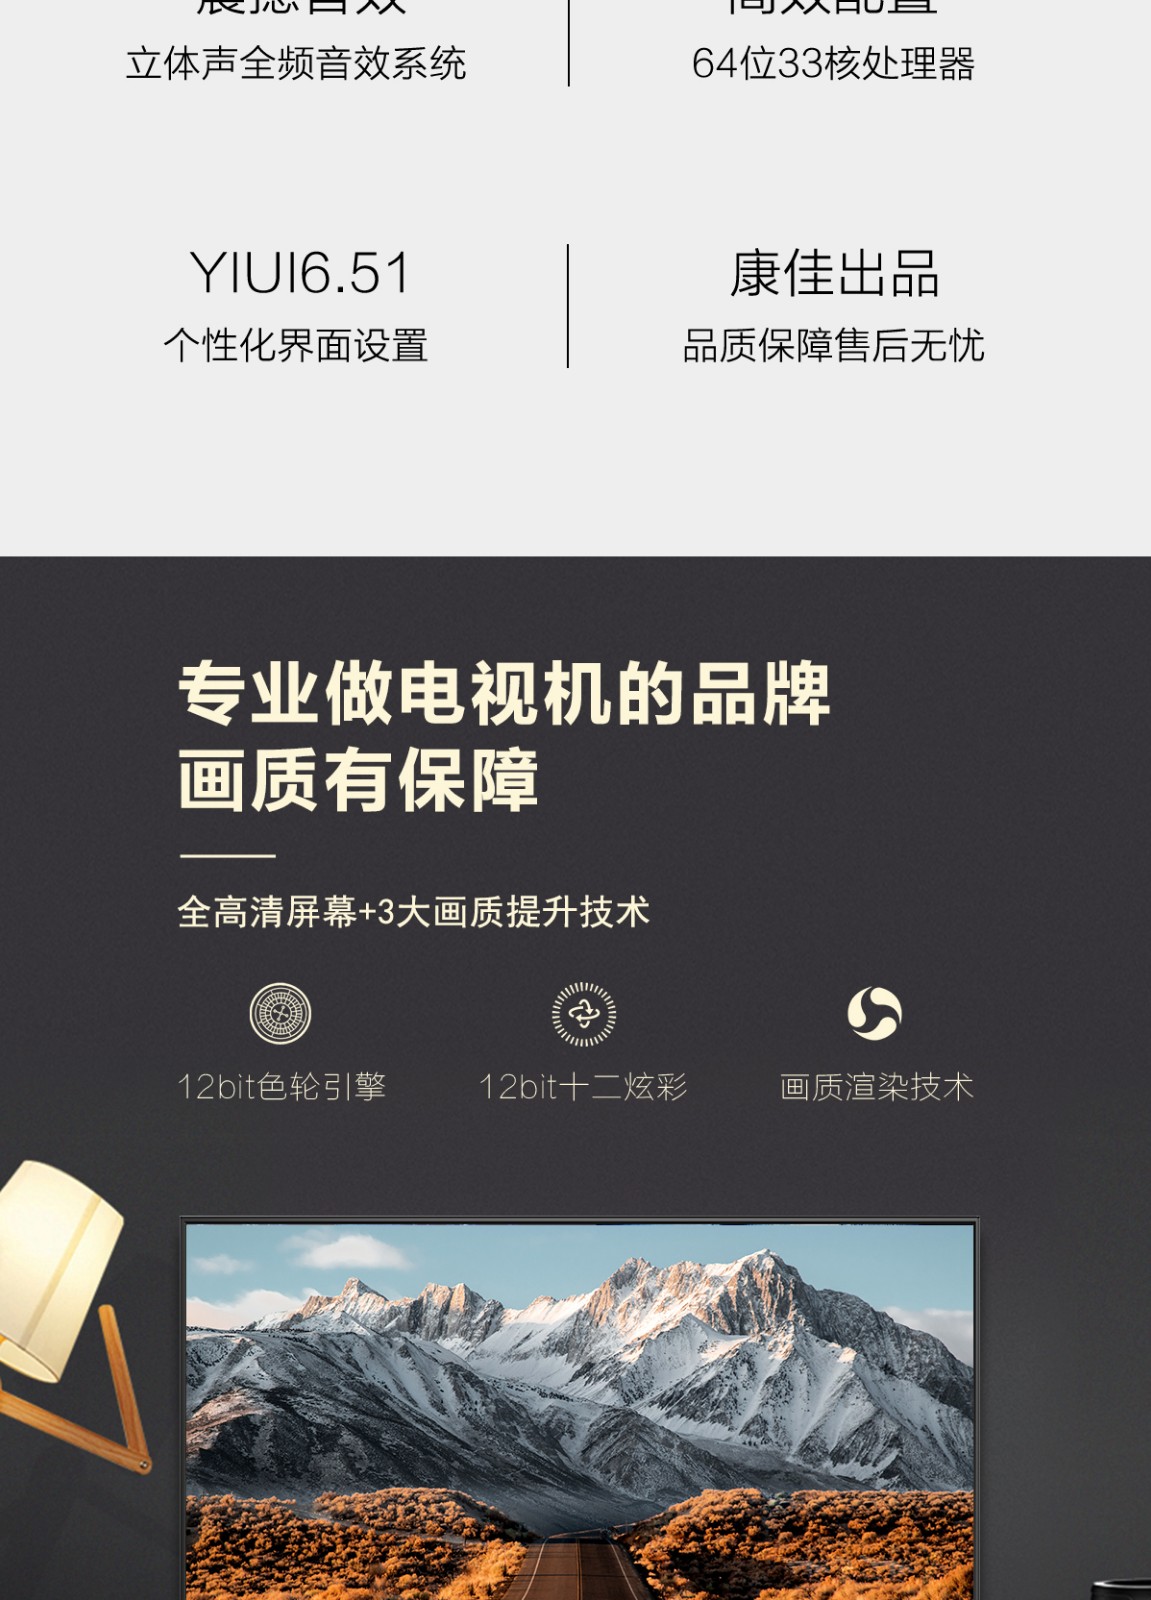 立体声全频音效系统
64位33核处理器
YIUI6.51
康佳出品
个性化界面设置
品质保障售后无忧
专业做电视机的品牌
画质有保障
全高清屏幕+3大画质提升技术
12bit色轮引擎
12bit十二炫彩
画质渲染技术